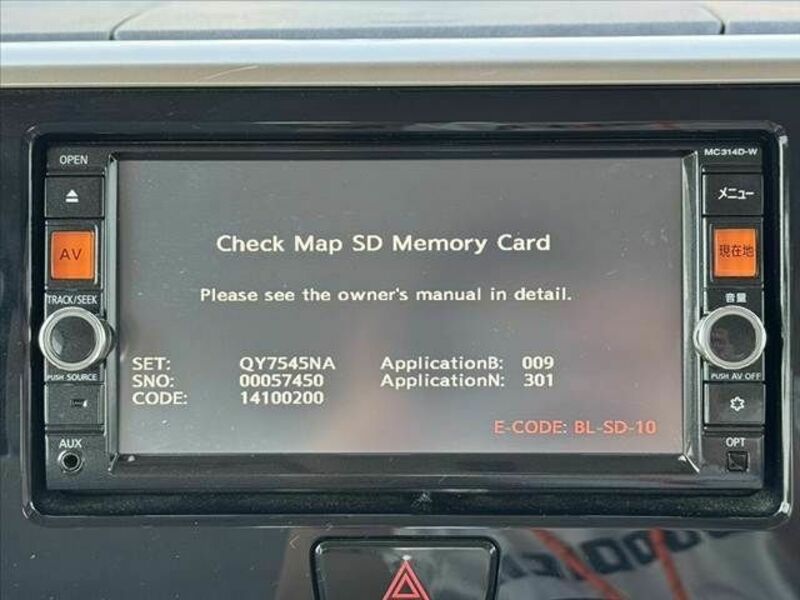 OPEN
MC314D-W
メニュー
AV
現在地
Check Map SD Memory Card
TRACK/SEEK
Please see the owner's manual in detail.
音量
SET: QY7545NA ApplicationB: 009
SNO: 00057450 ApplicationN: 301
CODE: 14100200
PUSH SOURCE
PUSH AV OFF
E-CODE: BL-SD-10
AUX
OPT